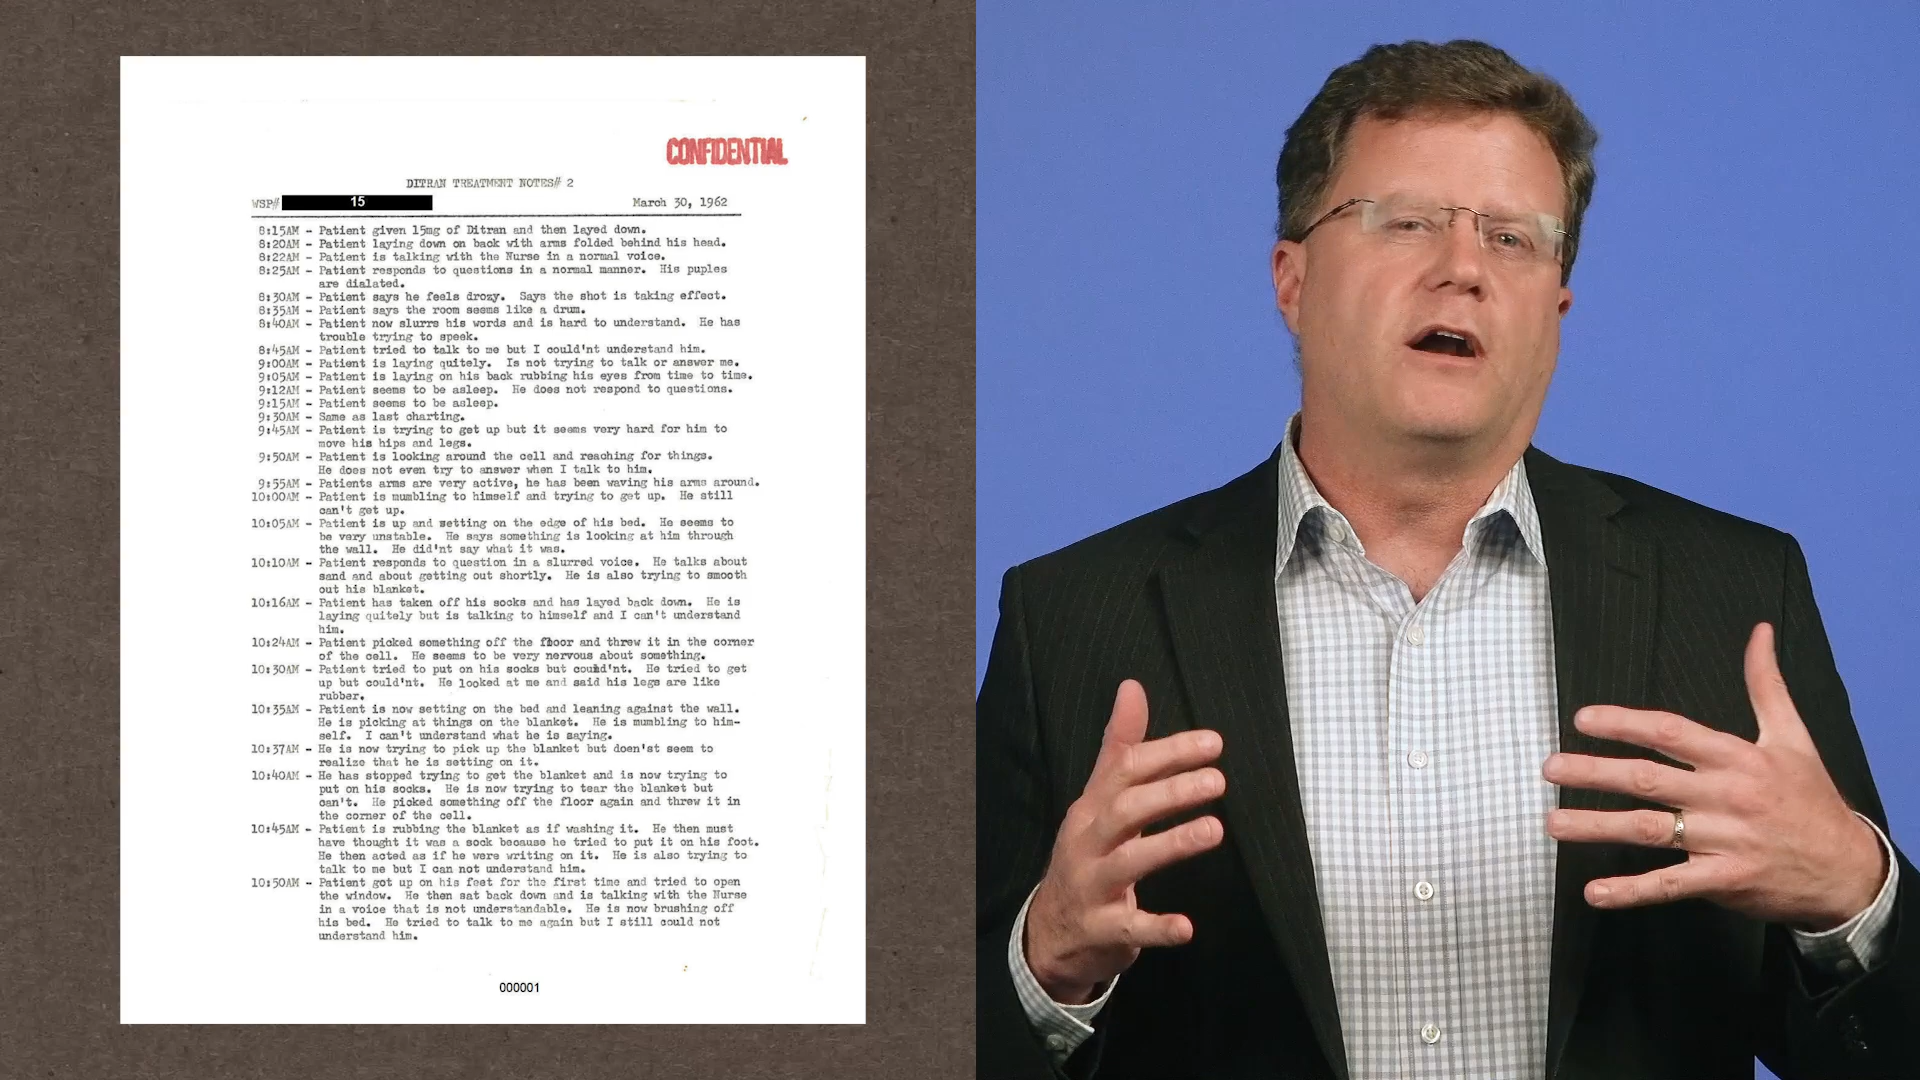 CONFIDENTIAL
DITRAN TREATMENT NOTES# 2
WSP# 15 March 30, 1962
8:15AM - Patient given 15mg of Ditran and then layed down.
8:20AM - Patient laying down on back with arms folded behind his head.
8:22AM - Patient is talking with the Nurse in a normal voice.
8:25AM - Patient responds to questions in a normal manner. His puples
are dialated.
8:30AM - Patient says he feels drozy. Says the shot is taking effect.
8:35AM - Patient says the room seems like a drum.
8:40AM - Patient now slurrs his words and is hard to understand. He has
trouble trying to speek.
8:45AM - Patient tried to talk to me but I could'nt understand him.
9:00AM - Patient is laying quitely. Is not trying to talk or answer me.
9:05AM - Patient is laying on his back rubbing his eyes from time to time.
9:12AM - Patient seems to be asleep. He does not respond to questions.
9:15AM - Patient seems to be asleep.
9:30AM - Same as last charting.
9:45AM - Patient is trying to get up but it seems very hard for him to
move his hips and legs.
9:50AM - Patient is looking around the cell and reaching for things.
He does not even try to answer when I talk to him.
9:55AM - Patients arms are very active, he has been waving his arms around.
10:00AM - Patient is mumbling to himself and trying to get up. He still
can't get up.
10:05AM - Patient is up and setting on the edge of his bed. He seems to
be very unstable. He says something is looking at him through
the wall. He did'nt say what it was.
10:10AM - Patient responds to question in a slurred voice. He talks about
sand and about getting out shortly. He is also trying to smooth
out his blanket.
10:16AM - Patient has taken off his socks and has layed back down. He is
laying quitely but is talking to himself and I can't understand
him.
10:24AM - Patient picked something off the floor and threw it in the corner
of the cell. He seems to be very nervous about something.
10:30AM - Patient tried to put on his socks but could'nt. He tried to get
up but could'nt. He looked at me and said his legs are like
rubber.
10:35AM - Patient is now setting on the bed and leaning against the wall.
He is picking at things on the blanket. He is mumbling to him-
self. I can't understand what he is saying.
10:37AM - He is now trying to pick up the blanket but doen'st seem to
realize that he is setting on it.
10:40AM - He has stopped trying to get the blanket and is now trying to
put on his socks. He is now trying to tear the blanket but
can't. He picked something off the floor again and threw it in
the corner of the cell.
10:45AM - Patient is rubbing the blanket as if washing it. He then must
have thought it was a sock because he tried to put it on his foot.
He then acted as if he were writing on it. He is also trying to
talk to me but I can not understand him.
10:50AM - Patient got up on his feet for the first time and tried to open
the window. He then sat back down and is talking with the Nurse
in a voice that is not understandable. He is now brushing off
his bed. He tried to talk to me again but I still could not
understand him.
000001